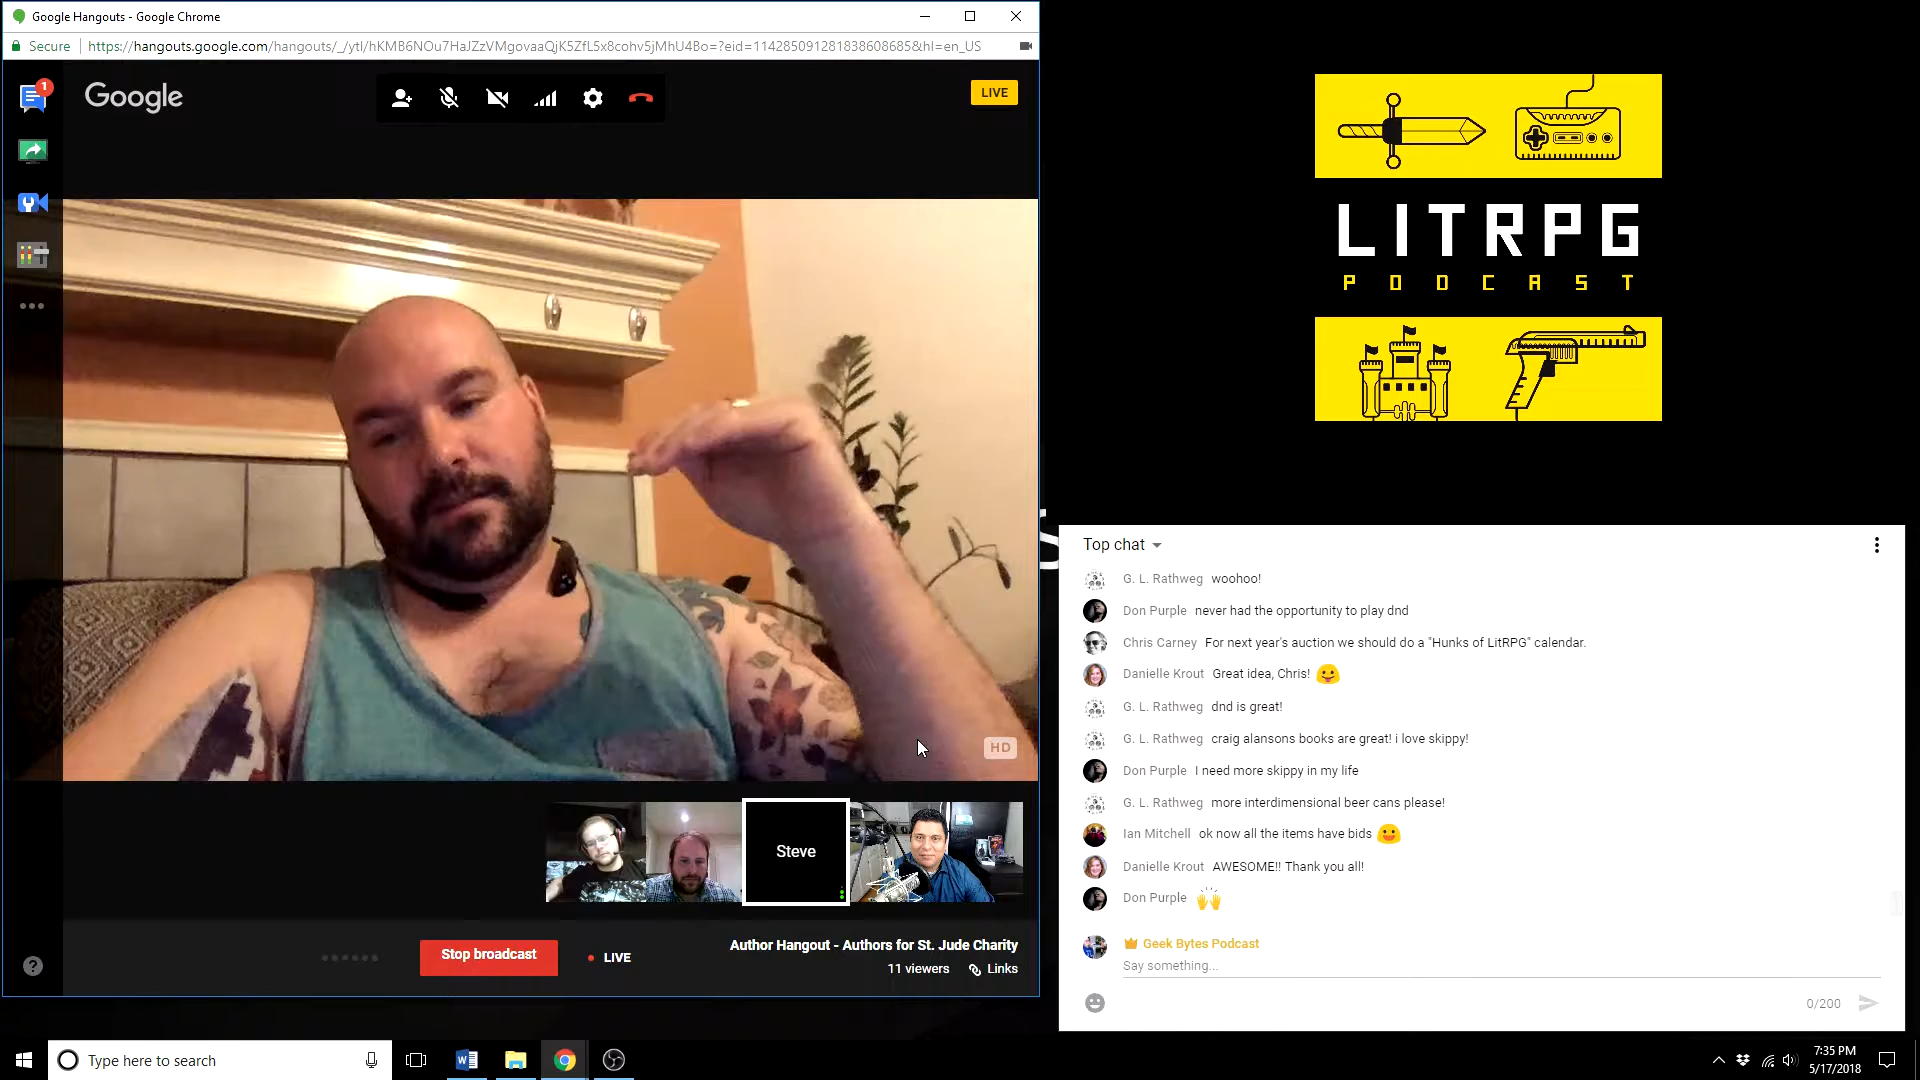 Google Hangouts - Google Chrome
Secure
https://hangouts.google.com/hangouts/_/ytl/hKMB6NOu7HaJZzVMgovaaQjK5ZfL5x8cohv5jMhU4Bo=?eid=114285091281838608685&hl=en_US
1
Google
LIVE
HD
Steve
Stop broadcast
LIVE
Author Hangout - Authors for St. Jude Charity
11 viewers
Links
LITRPG
PODCAST
Top chat
G. L. Rathweg woohoo!
Don Purple never had the opportunity to play dnd
Chris Carney For next year's auction we should do a "Hunks of LitRPG" calendar.
Danielle Krout Great idea, Chris!
G. L. Rathweg dnd is great!
G. L. Rathweg craig alansons books are great! i love skippy!
Don Purple I need more skippy in my life
G. L. Rathweg more interdimensional beer cans please!
Ian Mitchell ok now all the items have bids
Danielle Krout AWESOME!! Thank you all!
Don Purple
Geek Bytes Podcast
Say something...
0/200
Type here to search
7:35 PM
5/17/2018